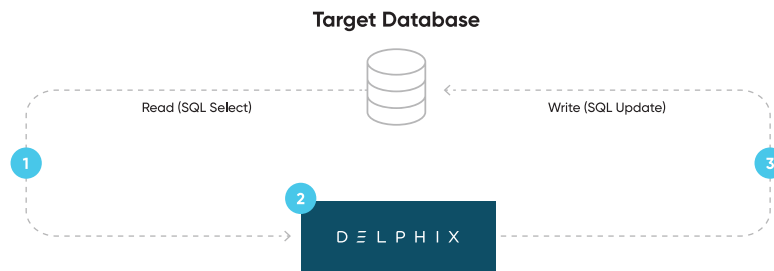 Target Database
Read (SQL Select)
Write (SQL Update)
1
3
2
DELPHIX